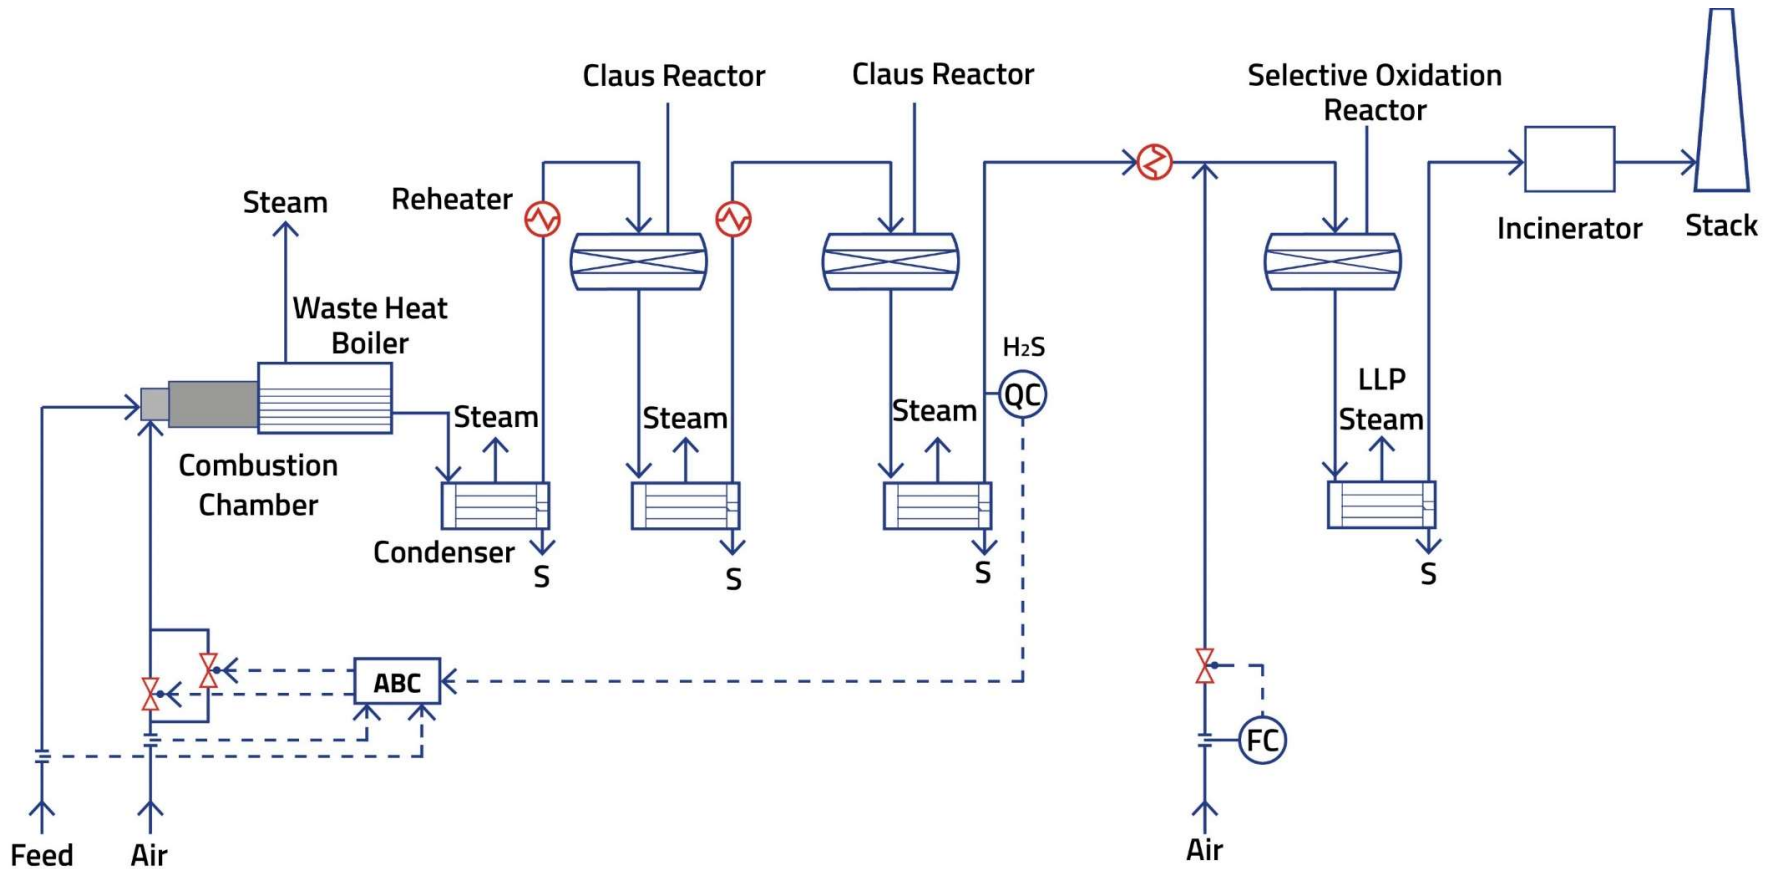 Claus Reactor
Claus Reactor
Selective Oxidation
Reactor
Steam
Reheater
Incinerator
Stack
Waste Heat
Boiler
H₂S
QC
LLP
Steam
Steam
Steam
Steam
Combustion
Chamber
Condenser
S
S
S
S
ABC
FC
Feed
Air
Air